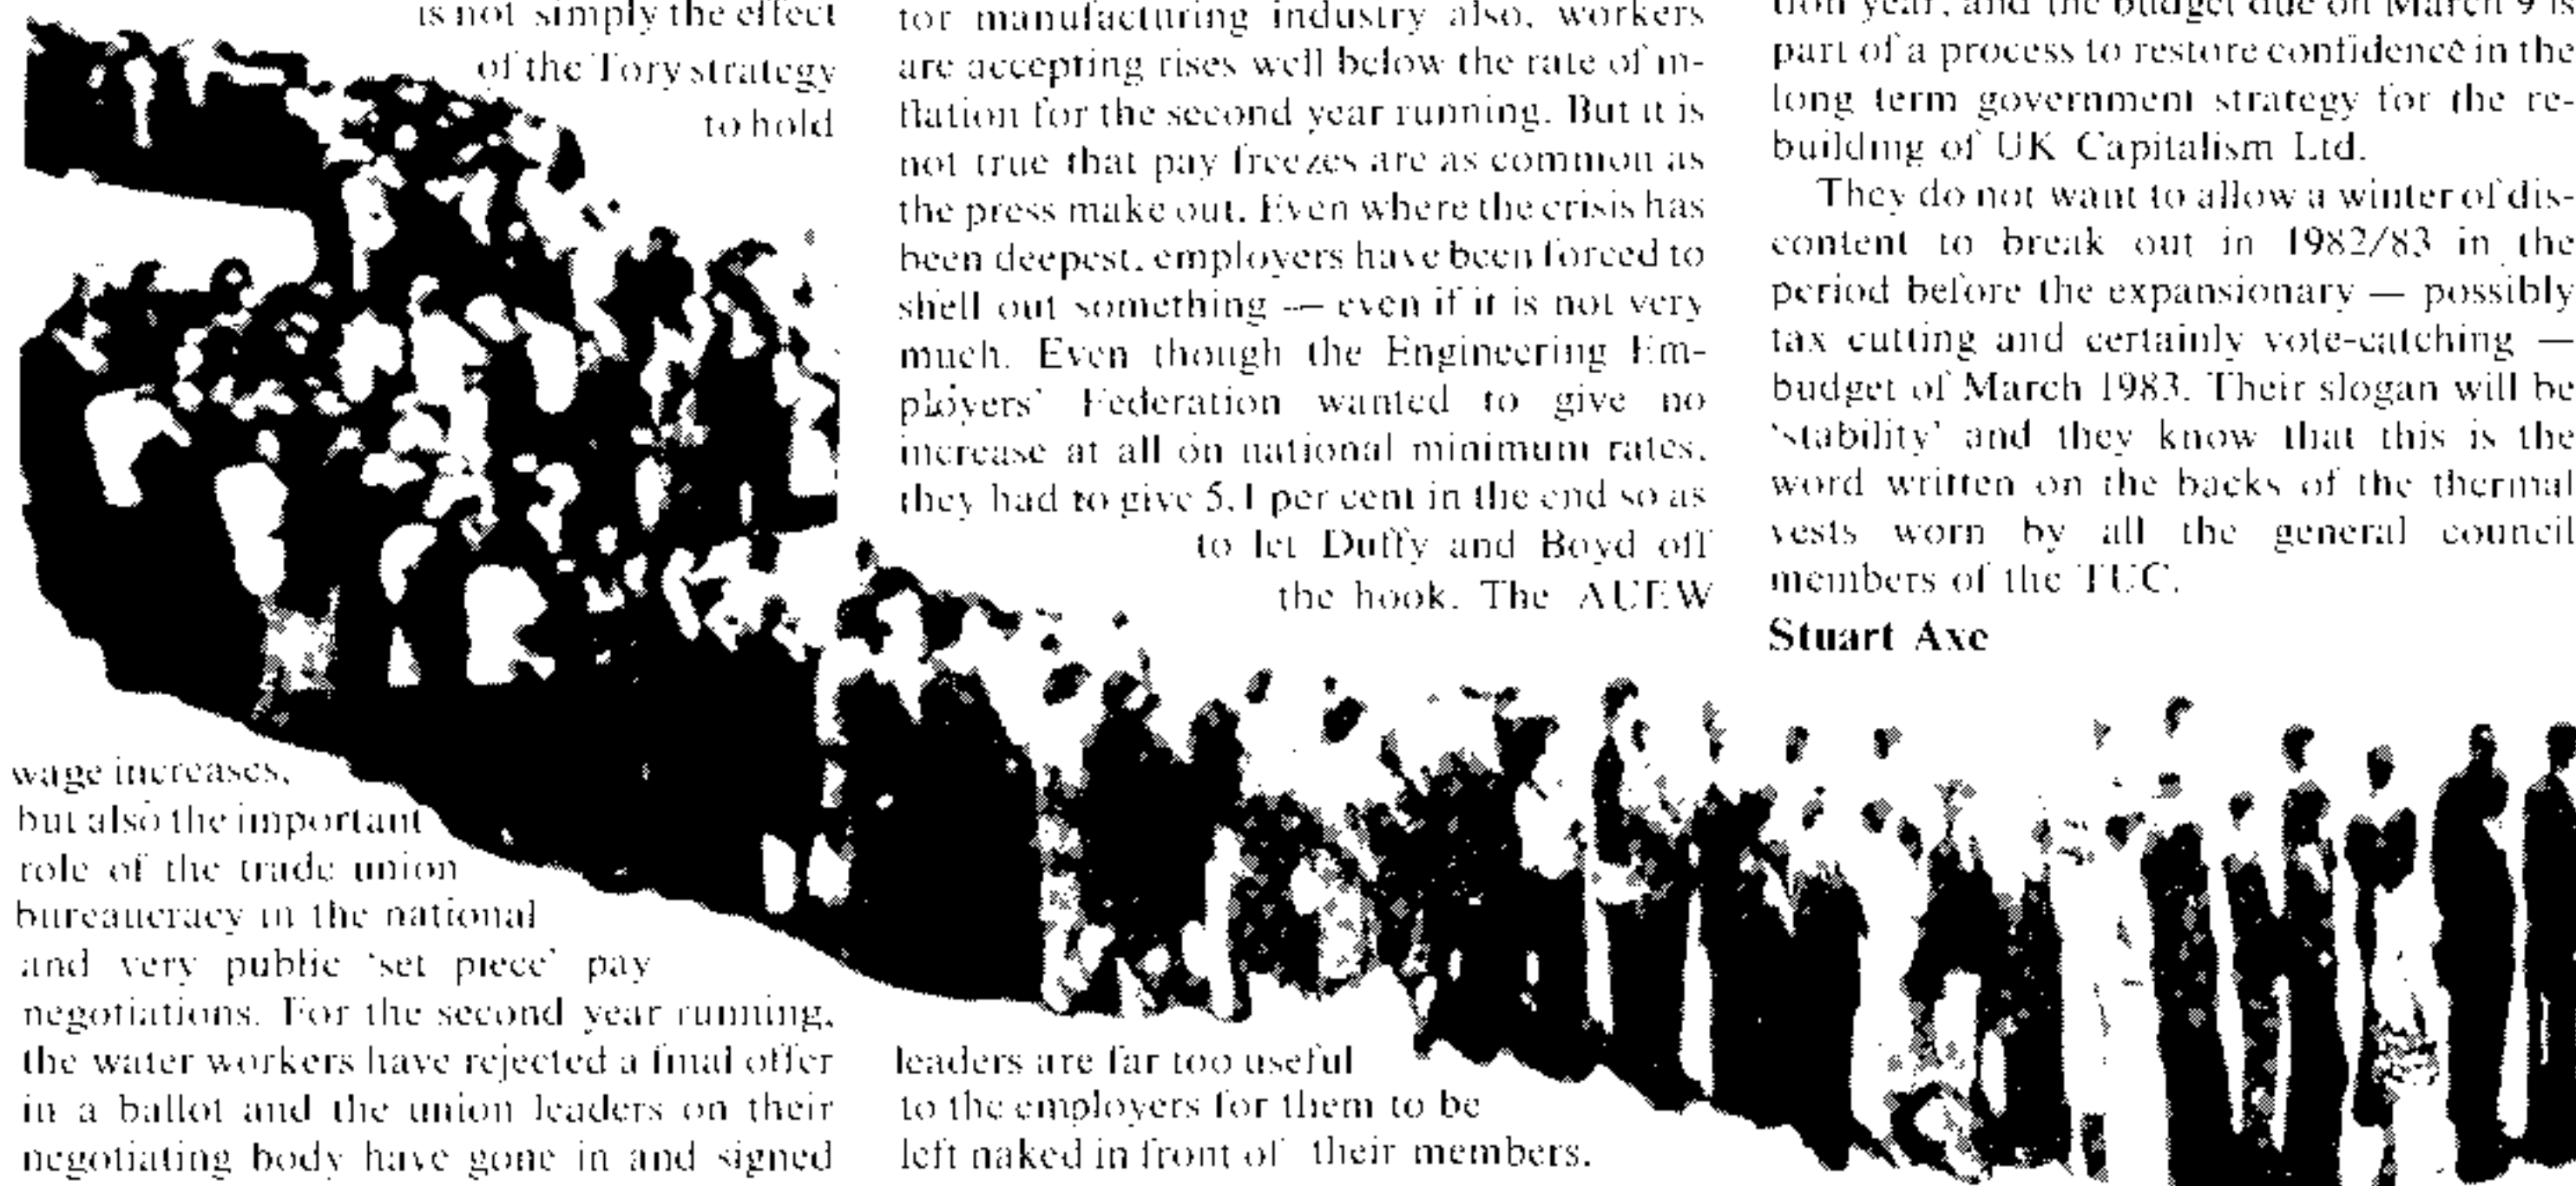 is not simply the effect
of the Tory strategy
to hold
wage increases,
but also the important
role of the trade union
bureaucracy in the national
and very public 'set piece' pay
negotiations. For the second year running,
the water workers have rejected a final offer
in a ballot and the union leaders on their
negotiating body have gone in and signed
for manufacturing industry also, workers
are accepting rises well below the rate of in-
flation for the second year running. But it is
not true that pay freezes are as common as
the press make out. Even where the crisis has
been deepest, employers have been forced to
shell out something — even if it is not very
much. Even though the Engineering Em-
ployers' Federation wanted to give no
increase at all on national minimum rates,
they had to give 5.1 per cent in the end so as
to let Duffy and Boyd off
the hook. The AUEW
leaders are far too useful
to the employers for them to be
left naked in front of their members.
tion year, and the budget due on March 9 is
part of a process to restore confidence in the
long term government strategy for the re-
building of UK Capitalism Ltd.
They do not want to allow a winter of dis-
content to break out in 1982/83 in the
period before the expansionary — possibly
tax cutting and certainly vote-catching —
budget of March 1983. Their slogan will be
'stability' and they know that this is the
word written on the backs of the thermal
vests worn by all the general council
members of the TUC.
Stuart Axe